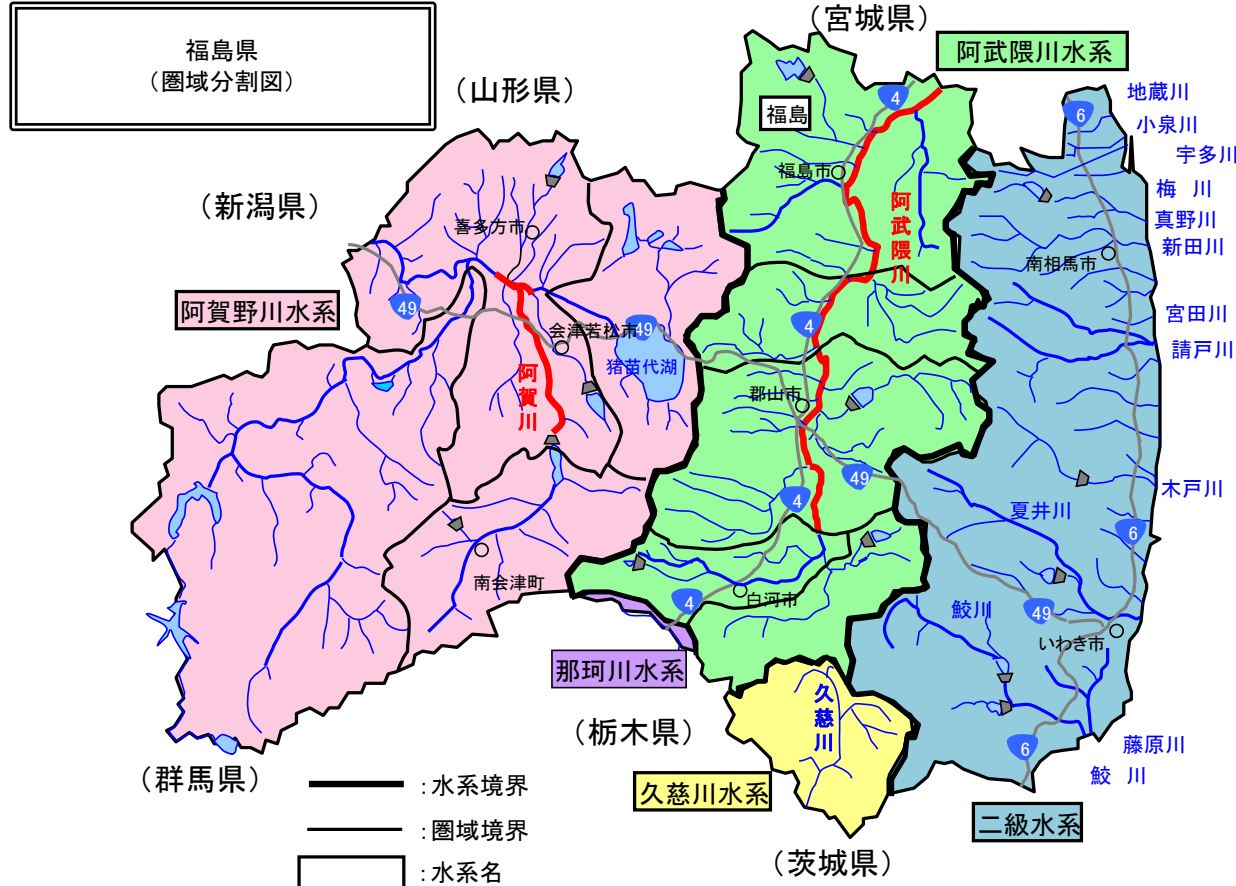 福島県
（圏域分割図）
（宮城県）
阿武隈川水系
（山形県）
（新潟県）
福島
4
6
地蔵川
小泉川
宇多川
梅 川
真野川
新田川
福島市
阿武隈川
喜多方市
南相馬市
阿賀野川水系
49
会津若松市
49
猪苗代湖
阿賀川
4
宮田川
請戸川
郡山市
4
49
木戸川
夏井川
6
南会津町
4
白河市
鮫川
49
いわき市
那珂川水系
久慈川
（栃木県）
（群馬県）
久慈川水系
6
藤原川
鮫 川
二級水系
（茨城県）
：水系境界
：圏域境界
：水系名